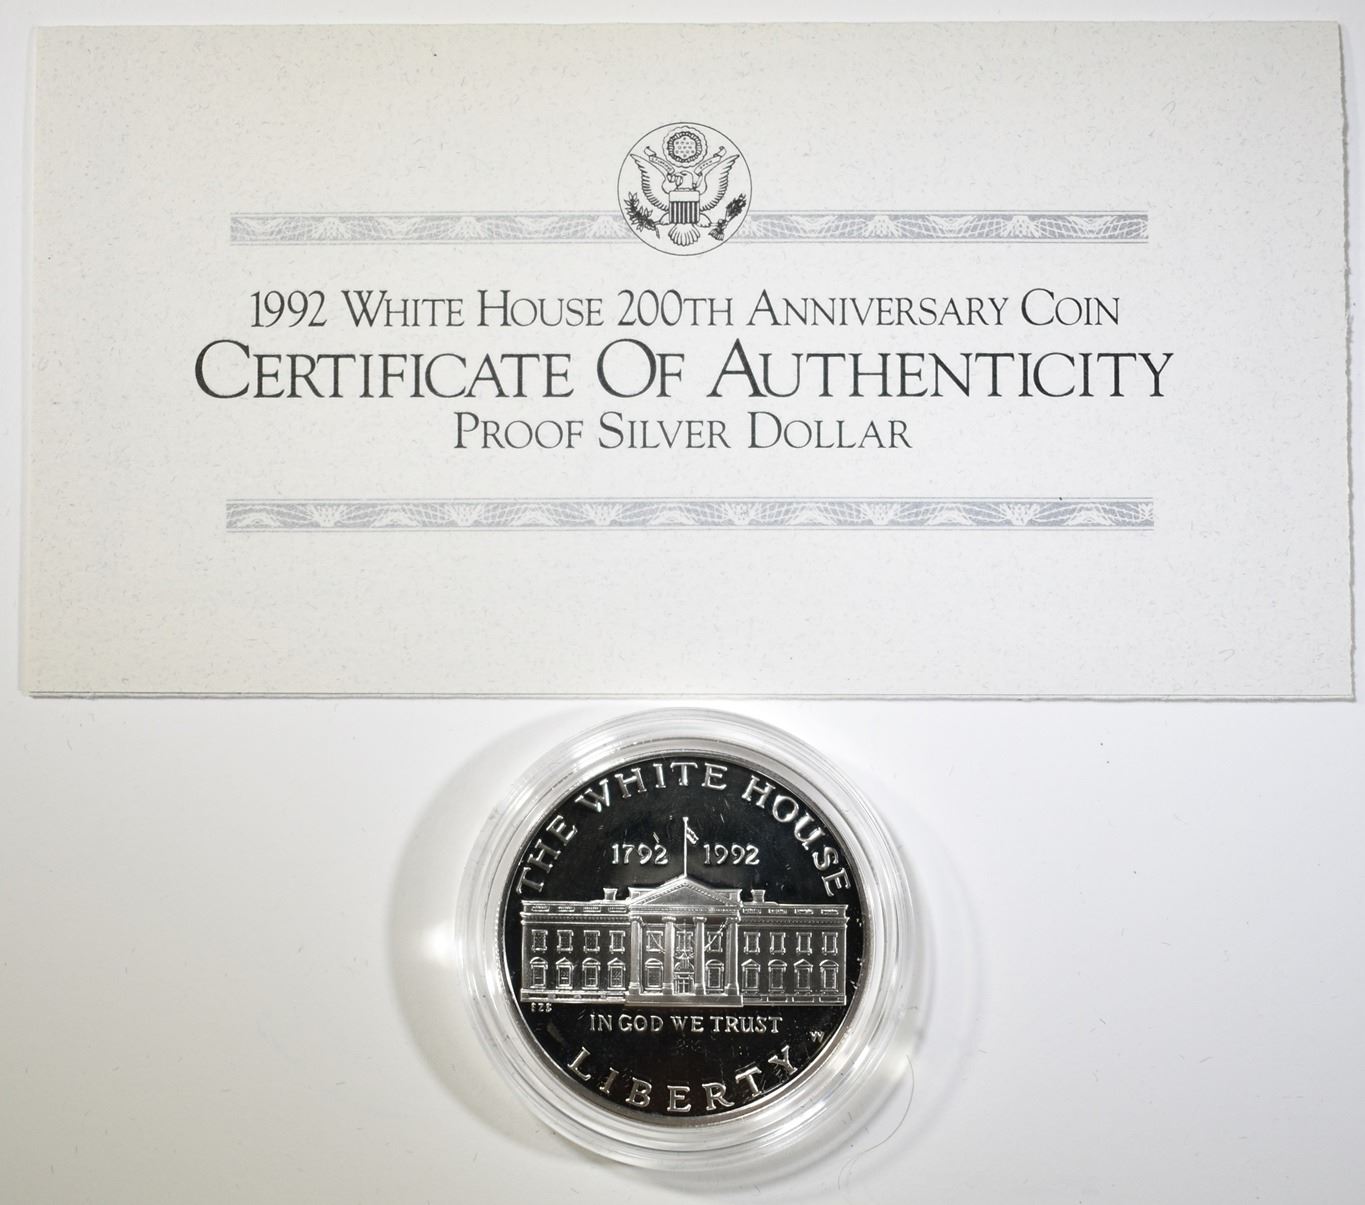 1992 WHITE HOUSE 200TH ANNIVERSARY COIN
CERTIFICATE OF AUTHENTICITY
PROOF SILVER DOLLAR
THE WHITE HOUSE
1792 1992
IN GOD WE TRUST
LIBERTY